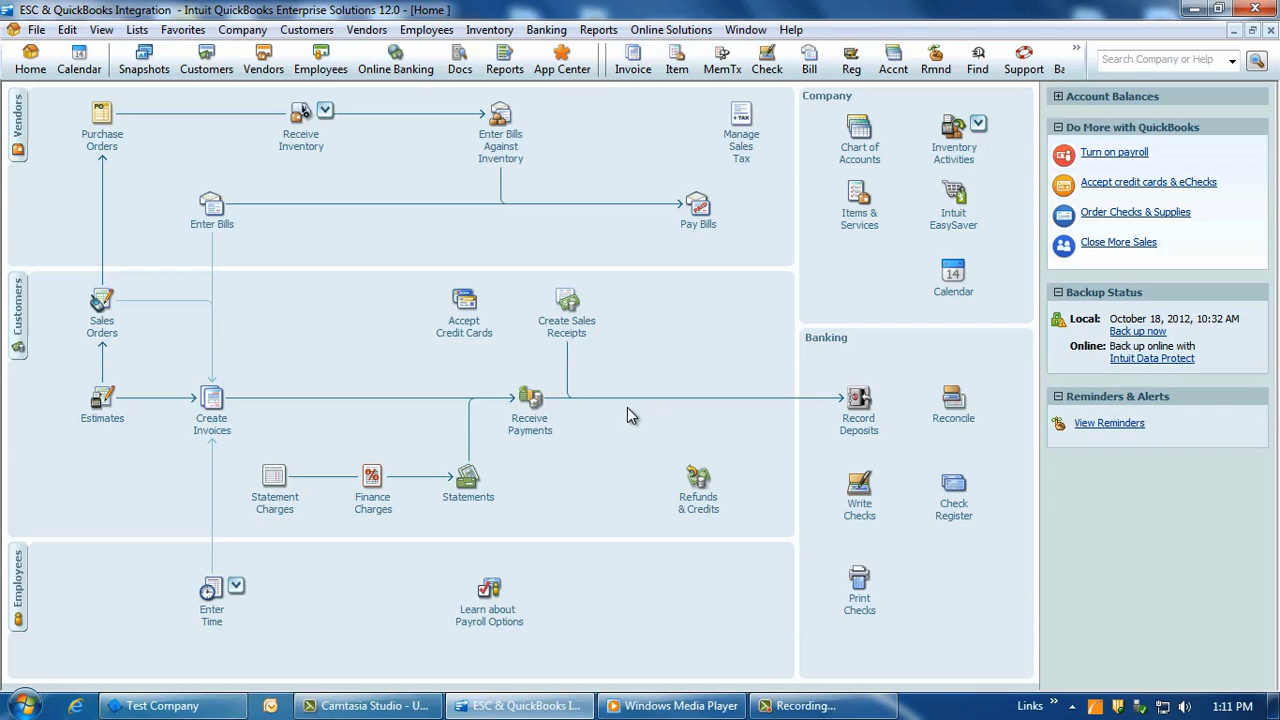 ESC & QuickBooks Integration - Intuit QuickBooks Enterprise Solutions 12.0 - [Home ]
File Edit View Lists Favorites Company Customers Vendors Employees Inventory Banking Reports Online Solutions Window Help
Home Calendar Snapshots Customers Vendors Employees Online Banking Docs Reports App Center Invoice Item MemTx Check Bill Reg Accnt Rmnd Find Support Ba
Search Company or Help
Vendors
Purchase
Orders
Receive
Inventory
Enter Bills
Against
Inventory
Manage
Sales
Tax
Enter Bills
Pay Bills
Customers
Sales
Orders
Accept
Credit Cards
Create Sales
Receipts
Estimates
Create
Invoices
Receive
Payments
Statement
Charges
Finance
Charges
Statements
Refunds
& Credits
Employees
Enter
Time
Learn about
Payroll Options
Company
Chart of
Accounts
Inventory
Activities
Items &
Services
Intuit
EasySaver
14
Calendar
Banking
Record
Deposits
Reconcile
Write
Checks
Check
Register
Print
Checks
Account Balances
Do More with QuickBooks
Turn on payroll
Accept credit cards & eChecks
Order Checks & Supplies
Close More Sales
Backup Status
Local: October 18, 2012, 10:32 AM
Back up now
Online: Back up online with
Intuit Data Protect
Reminders & Alerts
View Reminders
Test Company
Camtasia Studio - U...
ESC & QuickBooks I...
Windows Media Player
Recording...
Links
1:11 PM